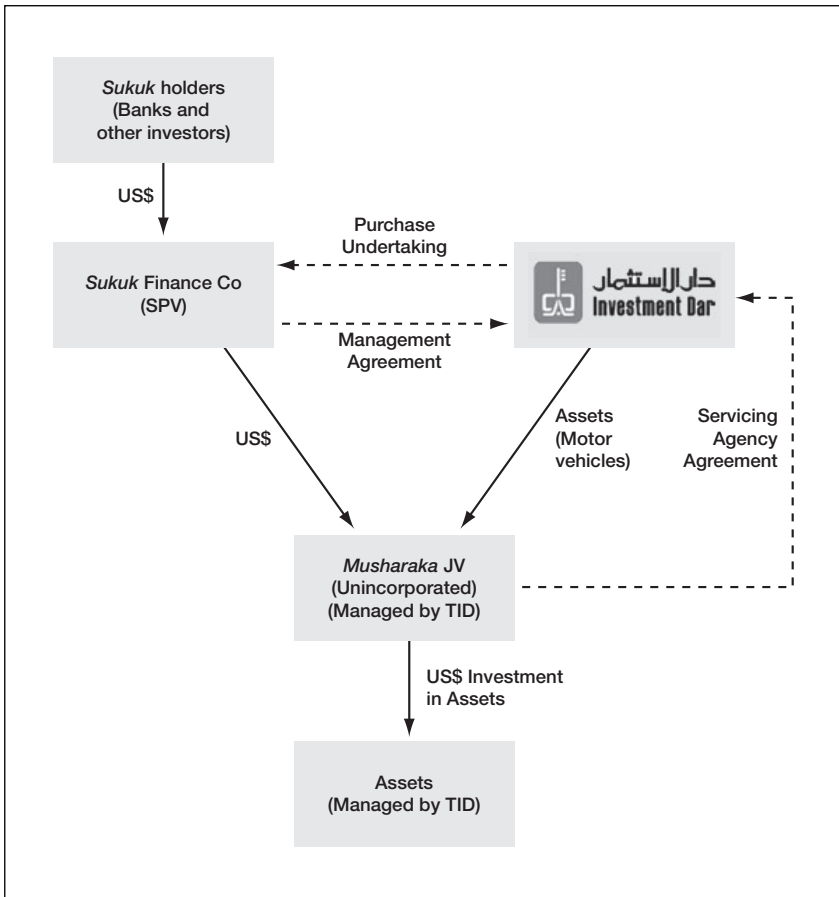 Sukuk holders
(Banks and
other investors)
US$
Purchase
Undertaking
Sukuk Finance Co
(SPV)
دار الاستثمار
Investment Dar
Management
Agreement
US$
Assets
(Motor
vehicles)
Servicing
Agency
Agreement
Musharaka JV
(Unincorporated)
(Managed by TID)
US$ Investment
in Assets
Assets
(Managed by TID)